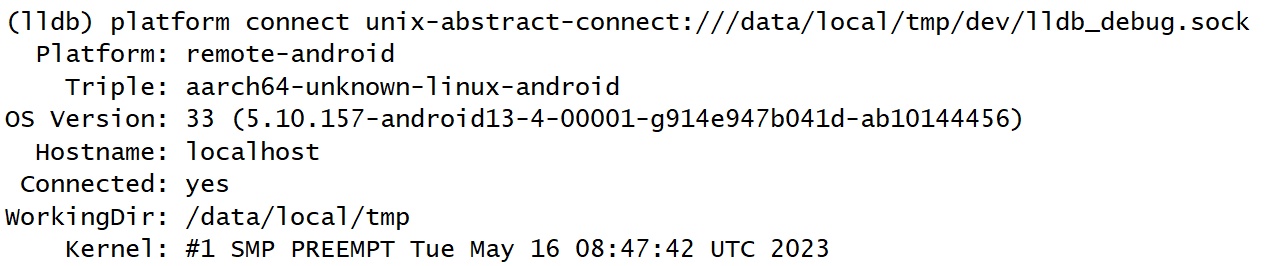 (lldb) platform connect unix-abstract-connect:///data/local/tmp/dev/lldb_debug.sock
Platform: remote-android
Triple: aarch64-unknown-linux-android
OS Version: 33 (5.10.157-android13-4-00001-g914e947b041d-ab10144456)
Hostname: localhost
Connected: yes
WorkingDir: /data/local/tmp
Kernel: #1 SMP PREEMPT Tue May 16 08:47:42 UTC 2023